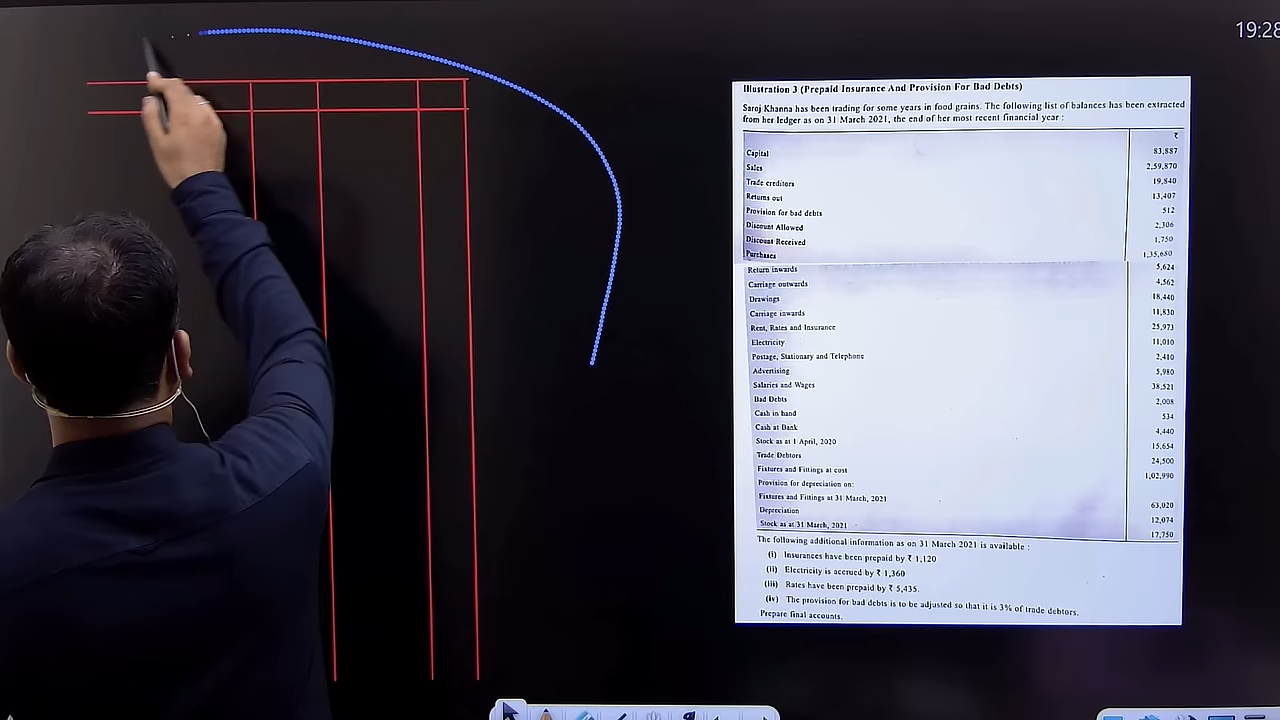 19:28
Illustration 3 (Prepaid Insurance And Provision For Bad Debts)
Saroj Khanna has been trading for some years in food grains. The following list of balances has been extracted
from her ledger as on 31 March 2021, the end of her most recent financial year :
₹
Capital 83,887
Sales 2,59,870
Trade creditors 19,840
Returns out 13,407
Provision for bad debts 512
Discount Allowed 2,306
Discount Received 1,750
Purchases 1,35,680
Return inwards 5,624
Carriage outwards 4,562
Drawings 18,440
Carriage inwards 11,830
Rent, Rates and Insurance 25,973
Electricity 11,010
Postage, Stationary and Telephone 2,410
Advertising 5,980
Salaries and Wages 38,521
Bad Debts 2,008
Cash in hand 534
Cash at Bank 4,440
Stock as at 1 April, 2020 15,654
Trade Debtors 24,500
Fixtures and Fittings at cost 1,02,990
Provision for depreciation on:
Fixtures and Fittings at 31 March, 2021 63,020
Depreciation 12,074
Stock as at 31 March, 2021 17,750
The following additional information as on 31 March 2021 is available :
(i) Insurances have been prepaid by ₹ 1,120
(ii) Electricity is accrued by ₹ 1,360
(iii) Rates have been prepaid by ₹ 5,435.
(iv) The provision for bad debts is to be adjusted so that it is 3% of trade debtors.
Prepare final accounts.